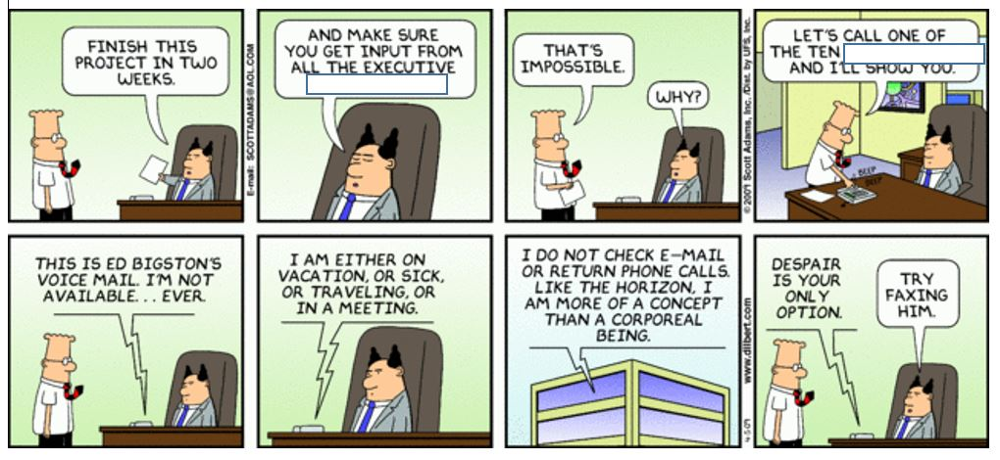 FINISH THIS
PROJECT IN TWO
WEEKS.
E-mail: SCOTTADAMS@AOL.COM
AND MAKE SURE
YOU GET INPUT FROM
ALL THE EXECUTIVE
THAT'S
IMPOSSIBLE.
WHY?
©2009 Scott Adams, Inc./Dist. by UFS, Inc.
LET'S CALL ONE OF
THE TEN
AND I'LL SHOW YOU.
BEEP
BEEP
THIS IS ED BIGSTON'S
VOICE MAIL. I'M NOT
AVAILABLE... EVER.
I AM EITHER ON
VACATION, OR SICK,
OR TRAVELING, OR
IN A MEETING.
I DO NOT CHECK E-MAIL
OR RETURN PHONE CALLS.
LIKE THE HORIZON, I
AM MORE OF A CONCEPT
THAN A CORPOREAL
BEING.
www.dilbert.com
4-5-09
DESPAIR
IS YOUR
ONLY
OPTION.
TRY
FAXING
HIM.